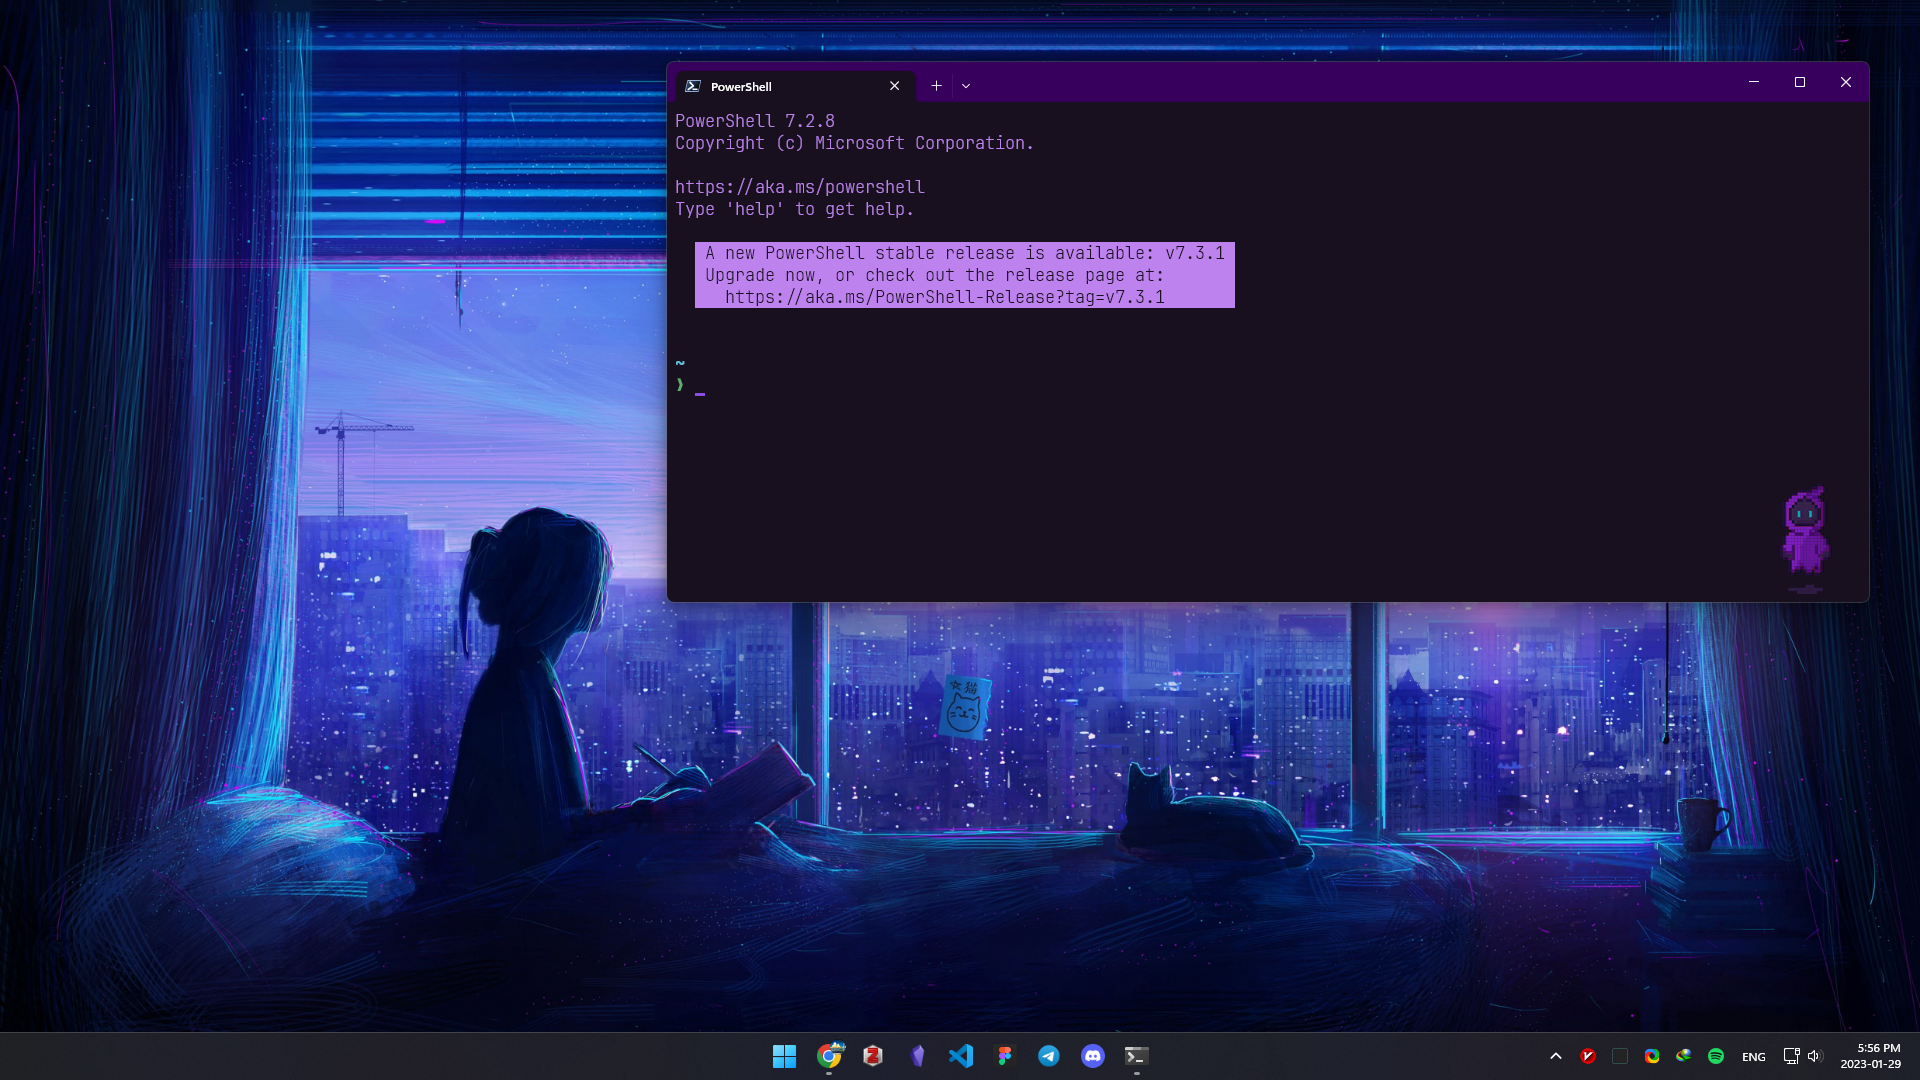 PowerShell
PowerShell 7.2.8
Copyright (c) Microsoft Corporation.
https://aka.ms/powershell
Type 'help' to get help.
A new PowerShell stable release is available: v7.3.1
Upgrade now, or check out the release page at:
https://aka.ms/PowerShell-Release?tag=v7.3.1
~
❯ _
猫
ENG
5:56 PM
2023-01-29